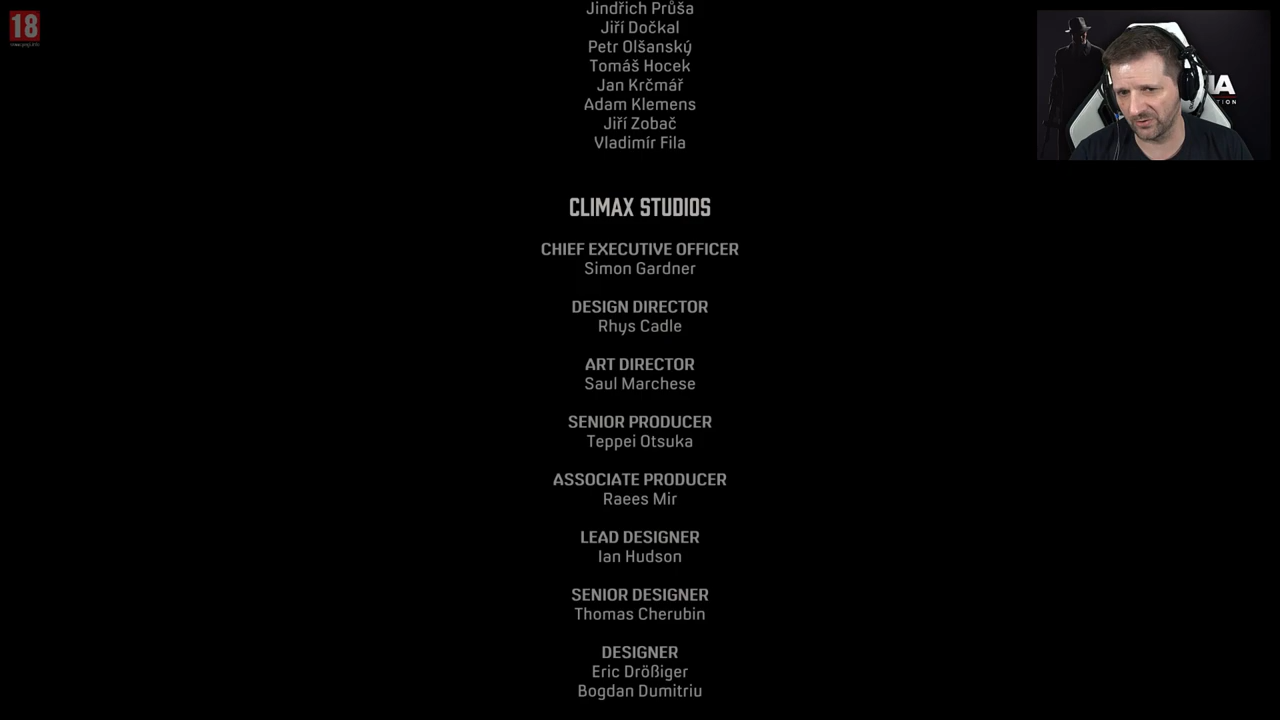 18
Jindřich Průša
Jiří Dočkal
Petr Olšanský
Tomáš Hocek
Jan Krčmář
Adam Klemens
Jiří Zobač
Vladimír Fila
CLIMAX STUDIOS
CHIEF EXECUTIVE OFFICER
Simon Gardner
DESIGN DIRECTOR
Rhys Cadle
ART DIRECTOR
Saul Marchese
SENIOR PRODUCER
Teppei Otsuka
ASSOCIATE PRODUCER
Raees Mir
LEAD DESIGNER
Ian Hudson
SENIOR DESIGNER
Thomas Cherubin
DESIGNER
Eric Drößiger
Bogdan Dumitriu